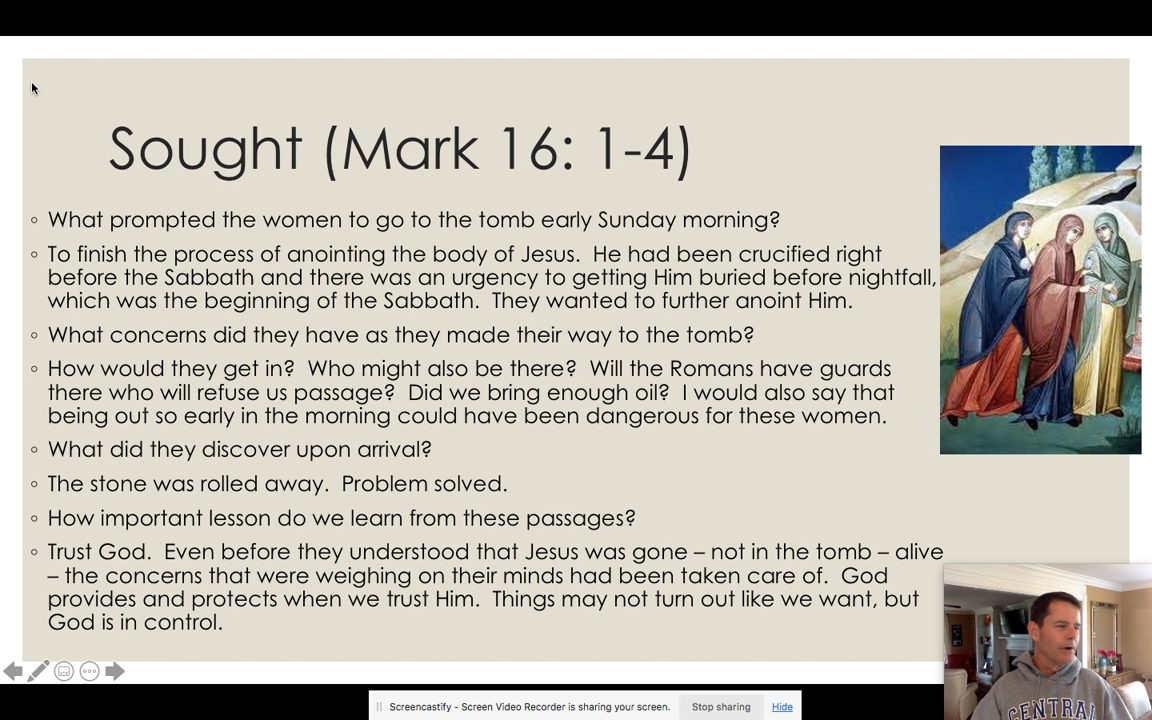 Sought (Mark 16: 1-4)
◦ What prompted the women to go to the tomb early Sunday morning?
◦ To finish the process of anointing the body of Jesus.  He had been crucified right
before the Sabbath and there was an urgency to getting Him buried before nightfall,
which was the beginning of the Sabbath.  They wanted to further anoint Him.
◦ What concerns did they have as they made their way to the tomb?
◦ How would they get in?  Who might also be there?  Will the Romans have guards
there who will refuse us passage?  Did we bring enough oil?  I would also say that
being out so early in the morning could have been dangerous for these women.
◦ What did they discover upon arrival?
◦ The stone was rolled away.  Problem solved.
◦ How important lesson do we learn from these passages?
◦ Trust God.  Even before they understood that Jesus was gone – not in the tomb – alive
– the concerns that were weighing on their minds had been taken care of.  God
provides and protects when we trust Him.  Things may not turn out like we want, but
God is in control.
CENTRAL
Screencastify - Screen Video Recorder is sharing your screen.
Stop sharing
Hide